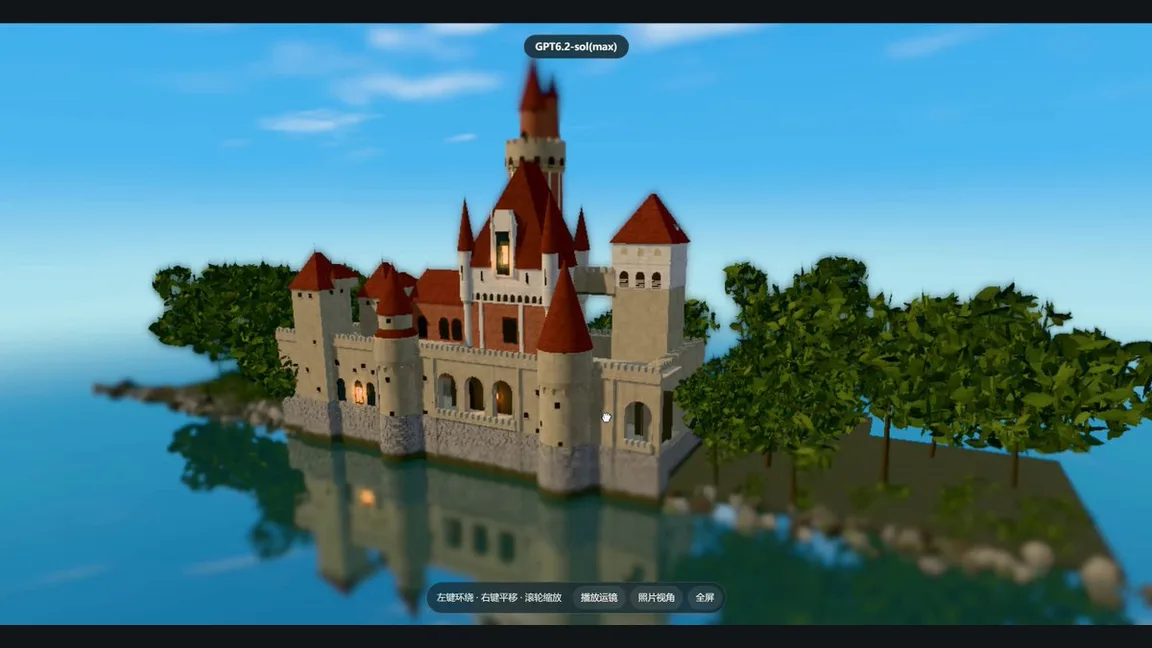 GPT6.2-sol(max)
左键环绕 · 右键平移 · 滚轮缩放 播放运镜 照片视角 全屏